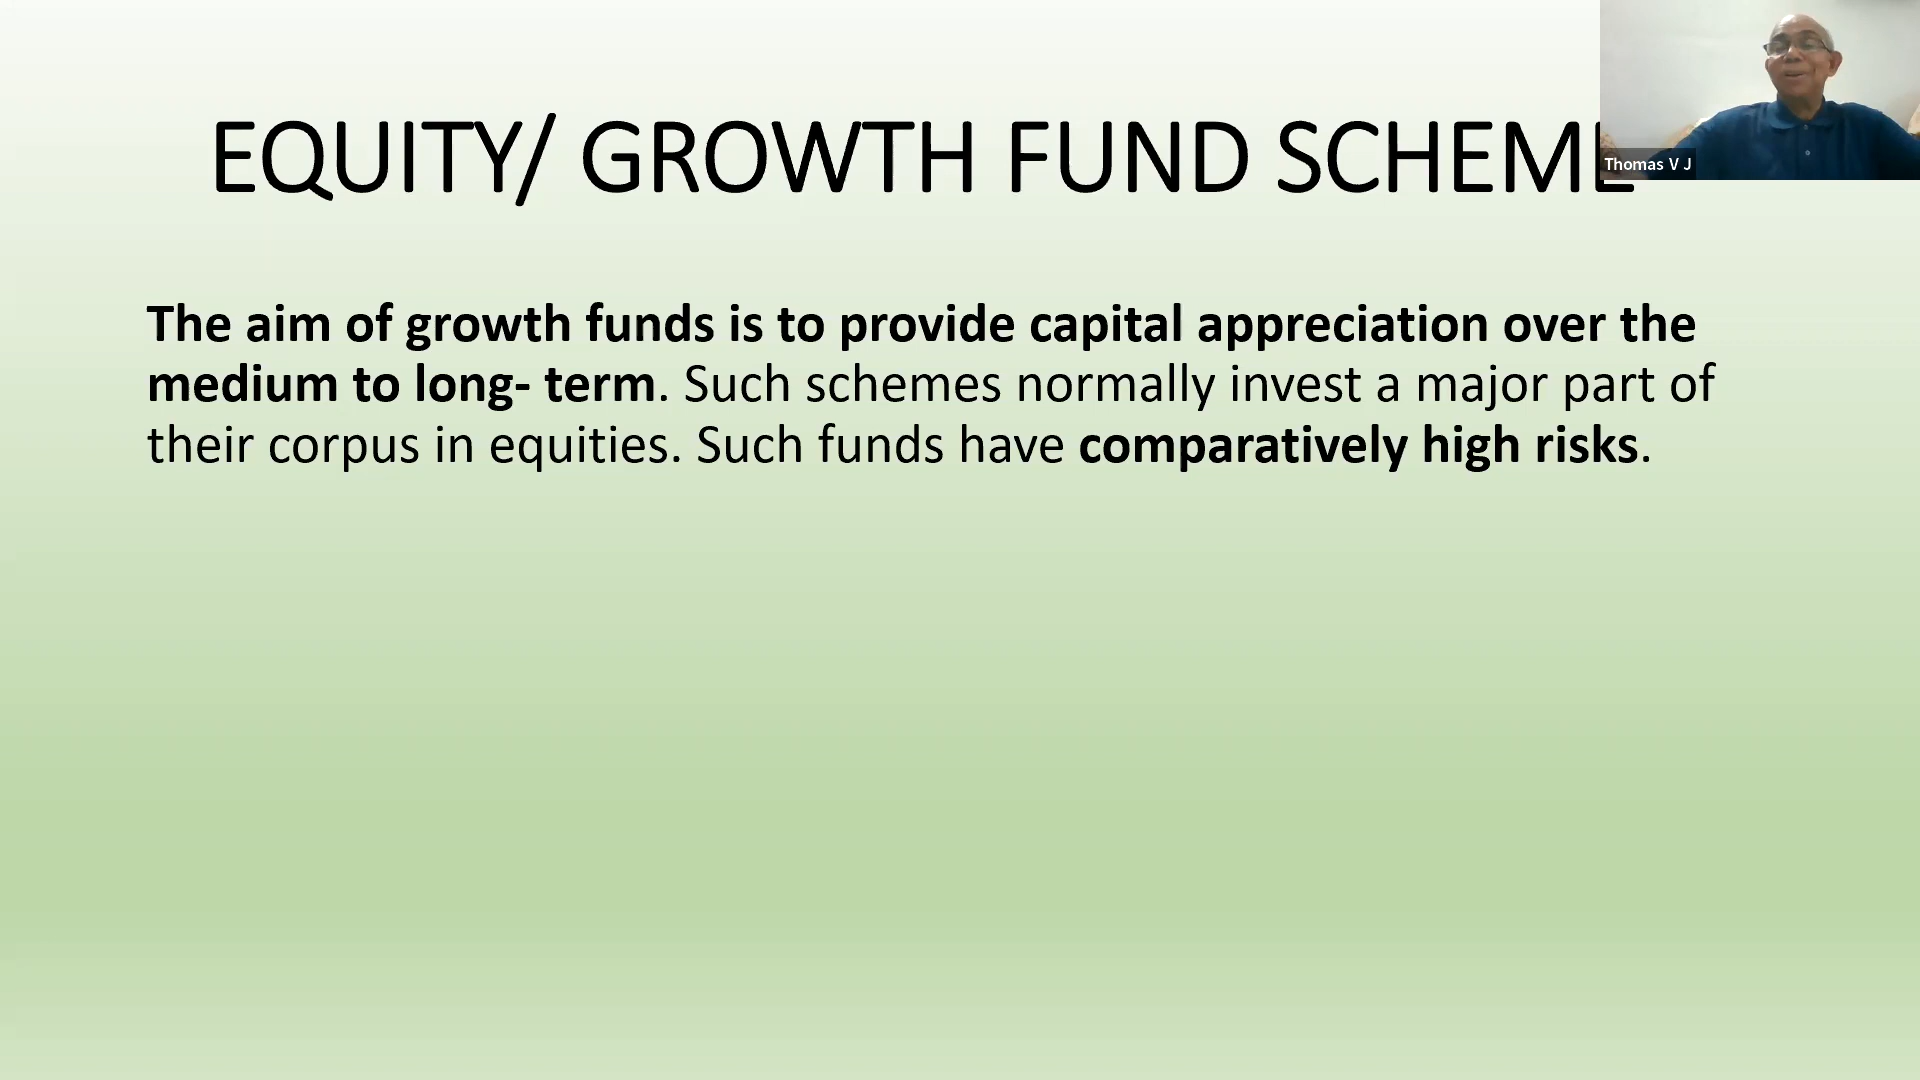 EQUITY/ GROWTH FUND SCHEME
Thomas V J
The aim of growth funds is to provide capital appreciation over the
medium to long- term. Such schemes normally invest a major part of
their corpus in equities. Such funds have comparatively high risks.